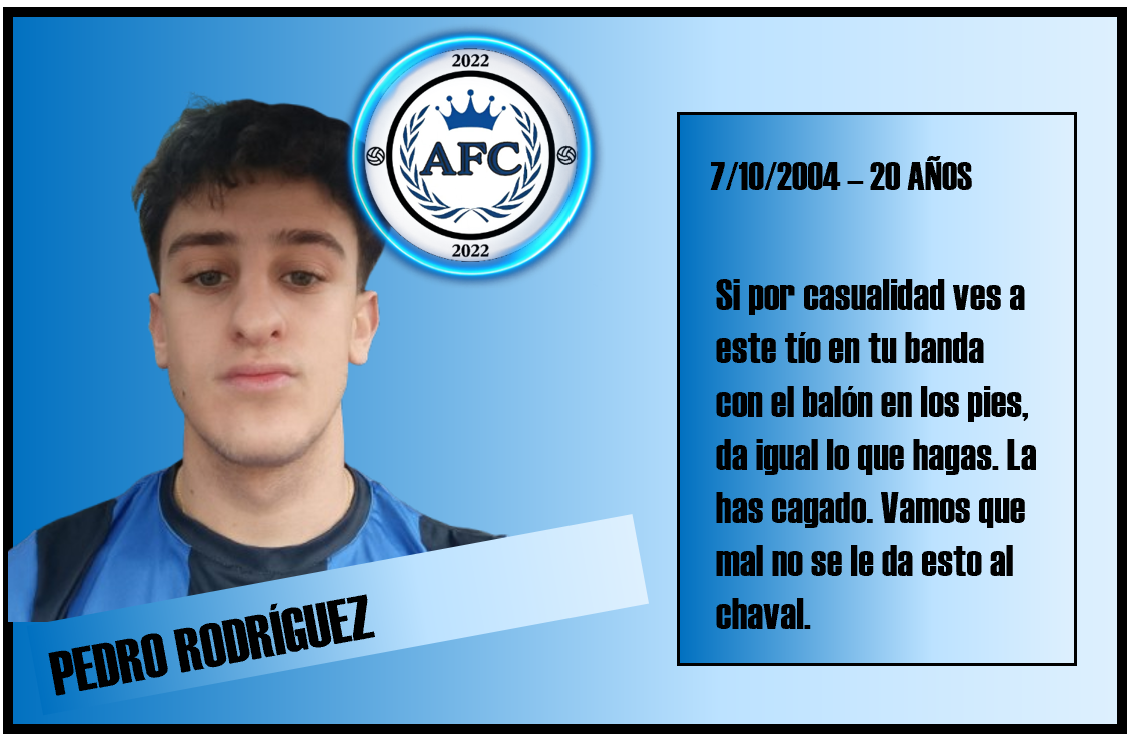 2022
AFC
2022
7/10/2004 – 20 AÑOS
Si por casualidad ves a
este tío en tu banda
con el balón en los pies,
da igual lo que hagas. La
has cagado. Vamos que
mal no se le da esto al
chaval.
PEDRO RODRÍGUEZ